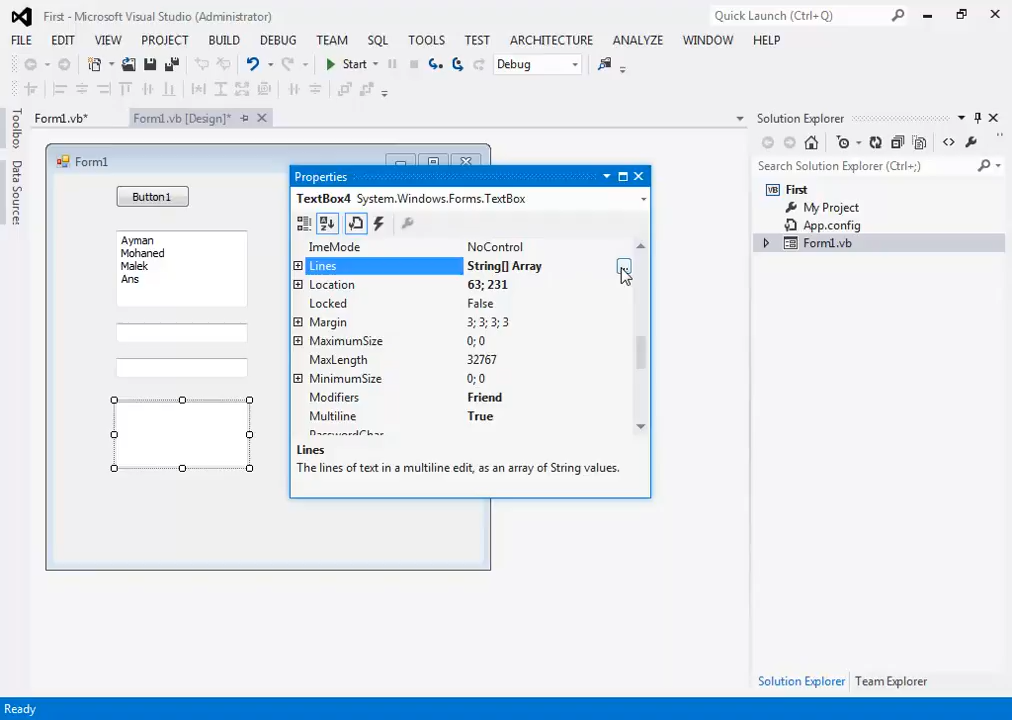 First - Microsoft Visual Studio (Administrator)
Quick Launch (Ctrl+Q)
FILE EDIT VIEW PROJECT BUILD DEBUG TEAM SQL TOOLS TEST ARCHITECTURE ANALYZE WINDOW HELP
Start
Debug
Form1.vb*
Form1.vb [Design]*
Toolbox
Data Sources
Form1
Button1
Ayman
Mohaned
Malek
Ans
Properties
TextBox4 System.Windows.Forms.TextBox
ImeMode NoControl
Lines String[] Array
...
Location 63; 231
Locked False
Margin 3; 3; 3; 3
MaximumSize 0; 0
MaxLength 32767
MinimumSize 0; 0
Modifiers Friend
Multiline True
PasswordChar
Lines
The lines of text in a multiline edit, as an array of String values.
Solution Explorer
Search Solution Explorer (Ctrl+;)
First
My Project
App.config
Form1.vb
Solution Explorer Team Explorer
Ready